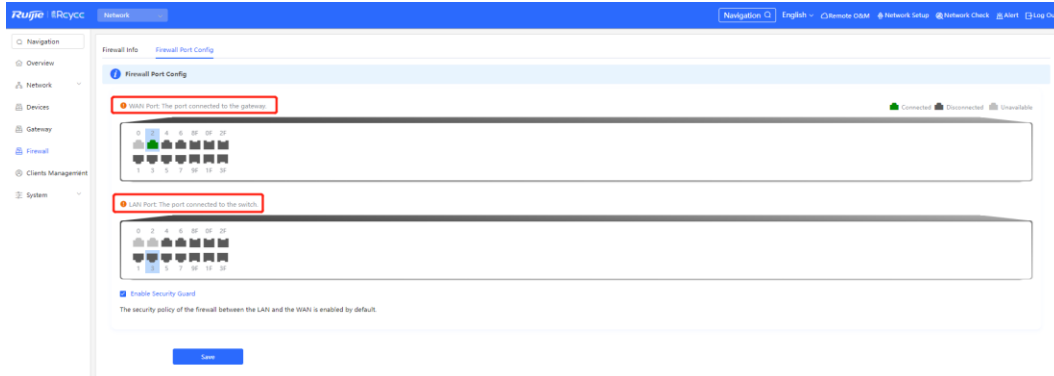 Ruijie | Rcycc Network Navigation English Remote O&M Network Setup Network Check Alert Log Ou
Navigation
Overview
Network
Devices
Gateway
Firewall
Clients Management
System
Firewall Info Firewall Port Config
Firewall Port Config
WAN Port: The port connected to the gateway.
Connected Disconnected Unavailable
0 2 4 6 8F 0F 2F
1 3 5 7 9F 1F 3F
LAN Port: The port connected to the switch.
0 2 4 6 8F 0F 2F
1 3 5 7 9F 1F 3F
Enable Security Guard
The security policy of the firewall between the LAN and the WAN is enabled by default.
Save